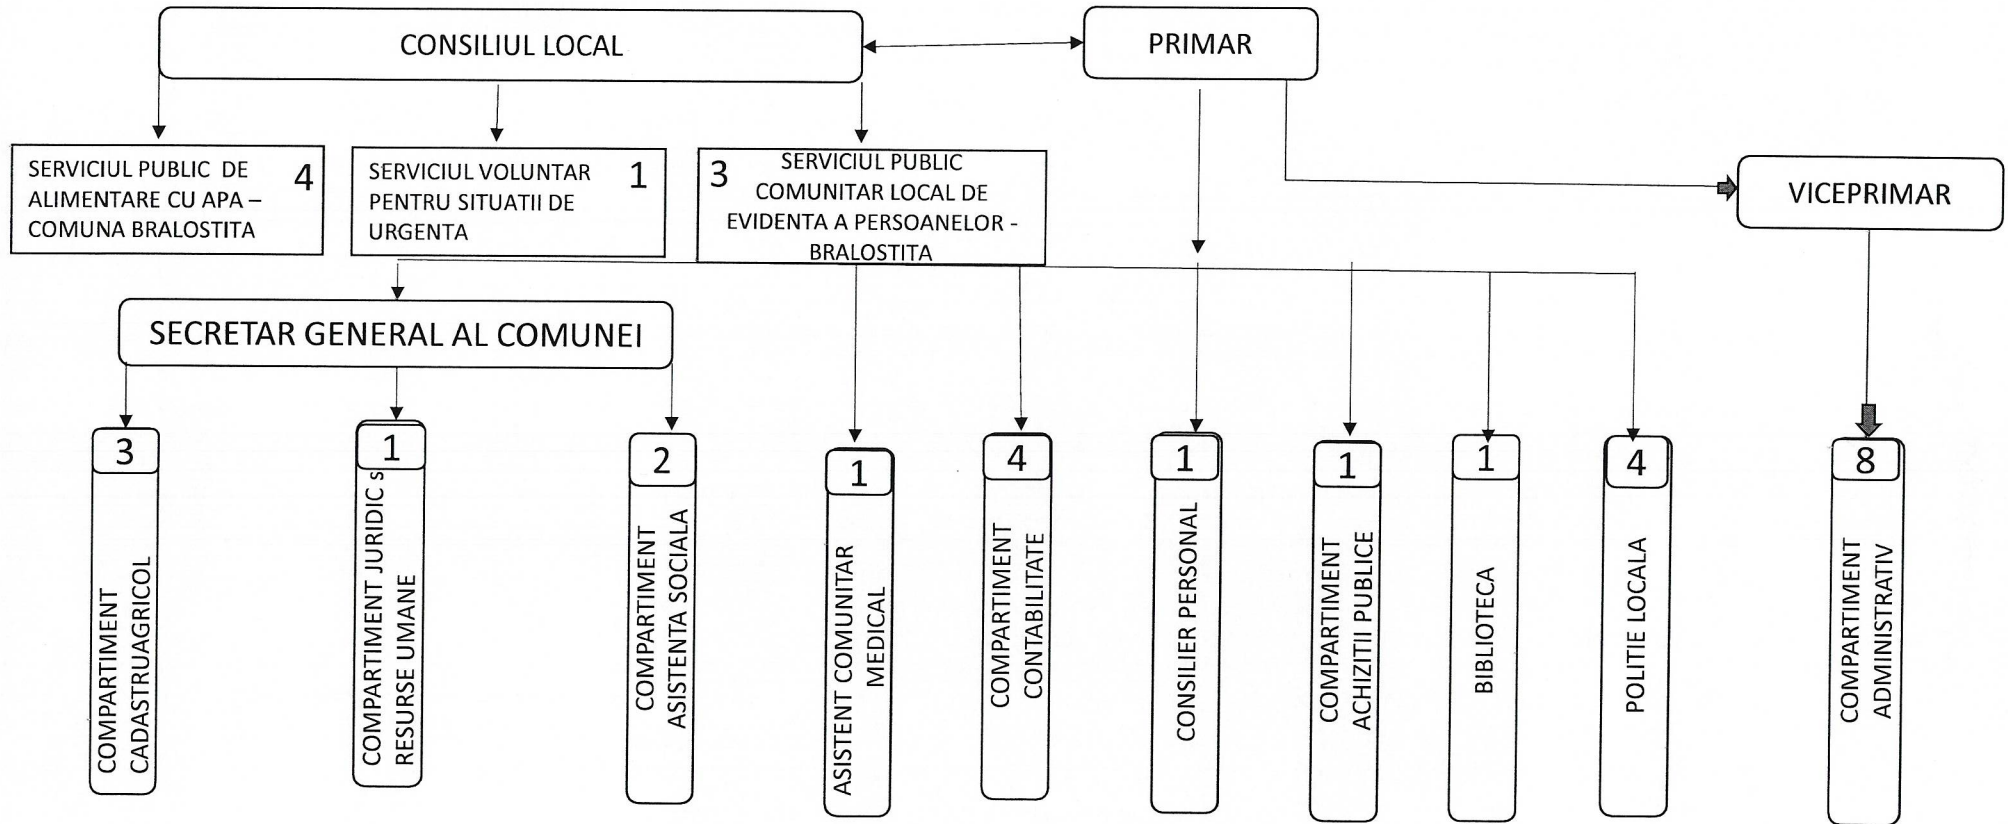 CONSILIUL LOCAL
PRIMAR
SERVICIUL PUBLIC DE
ALIMENTARE CU APA –
COMUNA BRALOSTITA
4
SERVICIUL VOLUNTAR
PENTRU SITUATII DE
URGENTA
1
3
SERVICIUL PUBLIC
COMUNITAR LOCAL DE
EVIDENTA A PERSOANELOR -
BRALOSTITA
VICEPRIMAR
SECRETAR GENERAL AL COMUNEI
3
COMPARTIMENT
CADASTRUAGRICOL
1
COMPARTIMENT JURIDIC s
RESURSE UMANE
2
COMPARTIMENT
ASISTENTA SOCIALA
1
ASISTENT COMUNITAR
MEDICAL
4
COMPARTIMENT
CONTABILITATE
1
CONSILIER PERSONAL
1
COMPARTIMENT
ACHIZITII PUBLICE
1
BIBLIOTECA
4
POLITIE LOCALA
8
COMPARTIMENT
ADMINISTRATIV